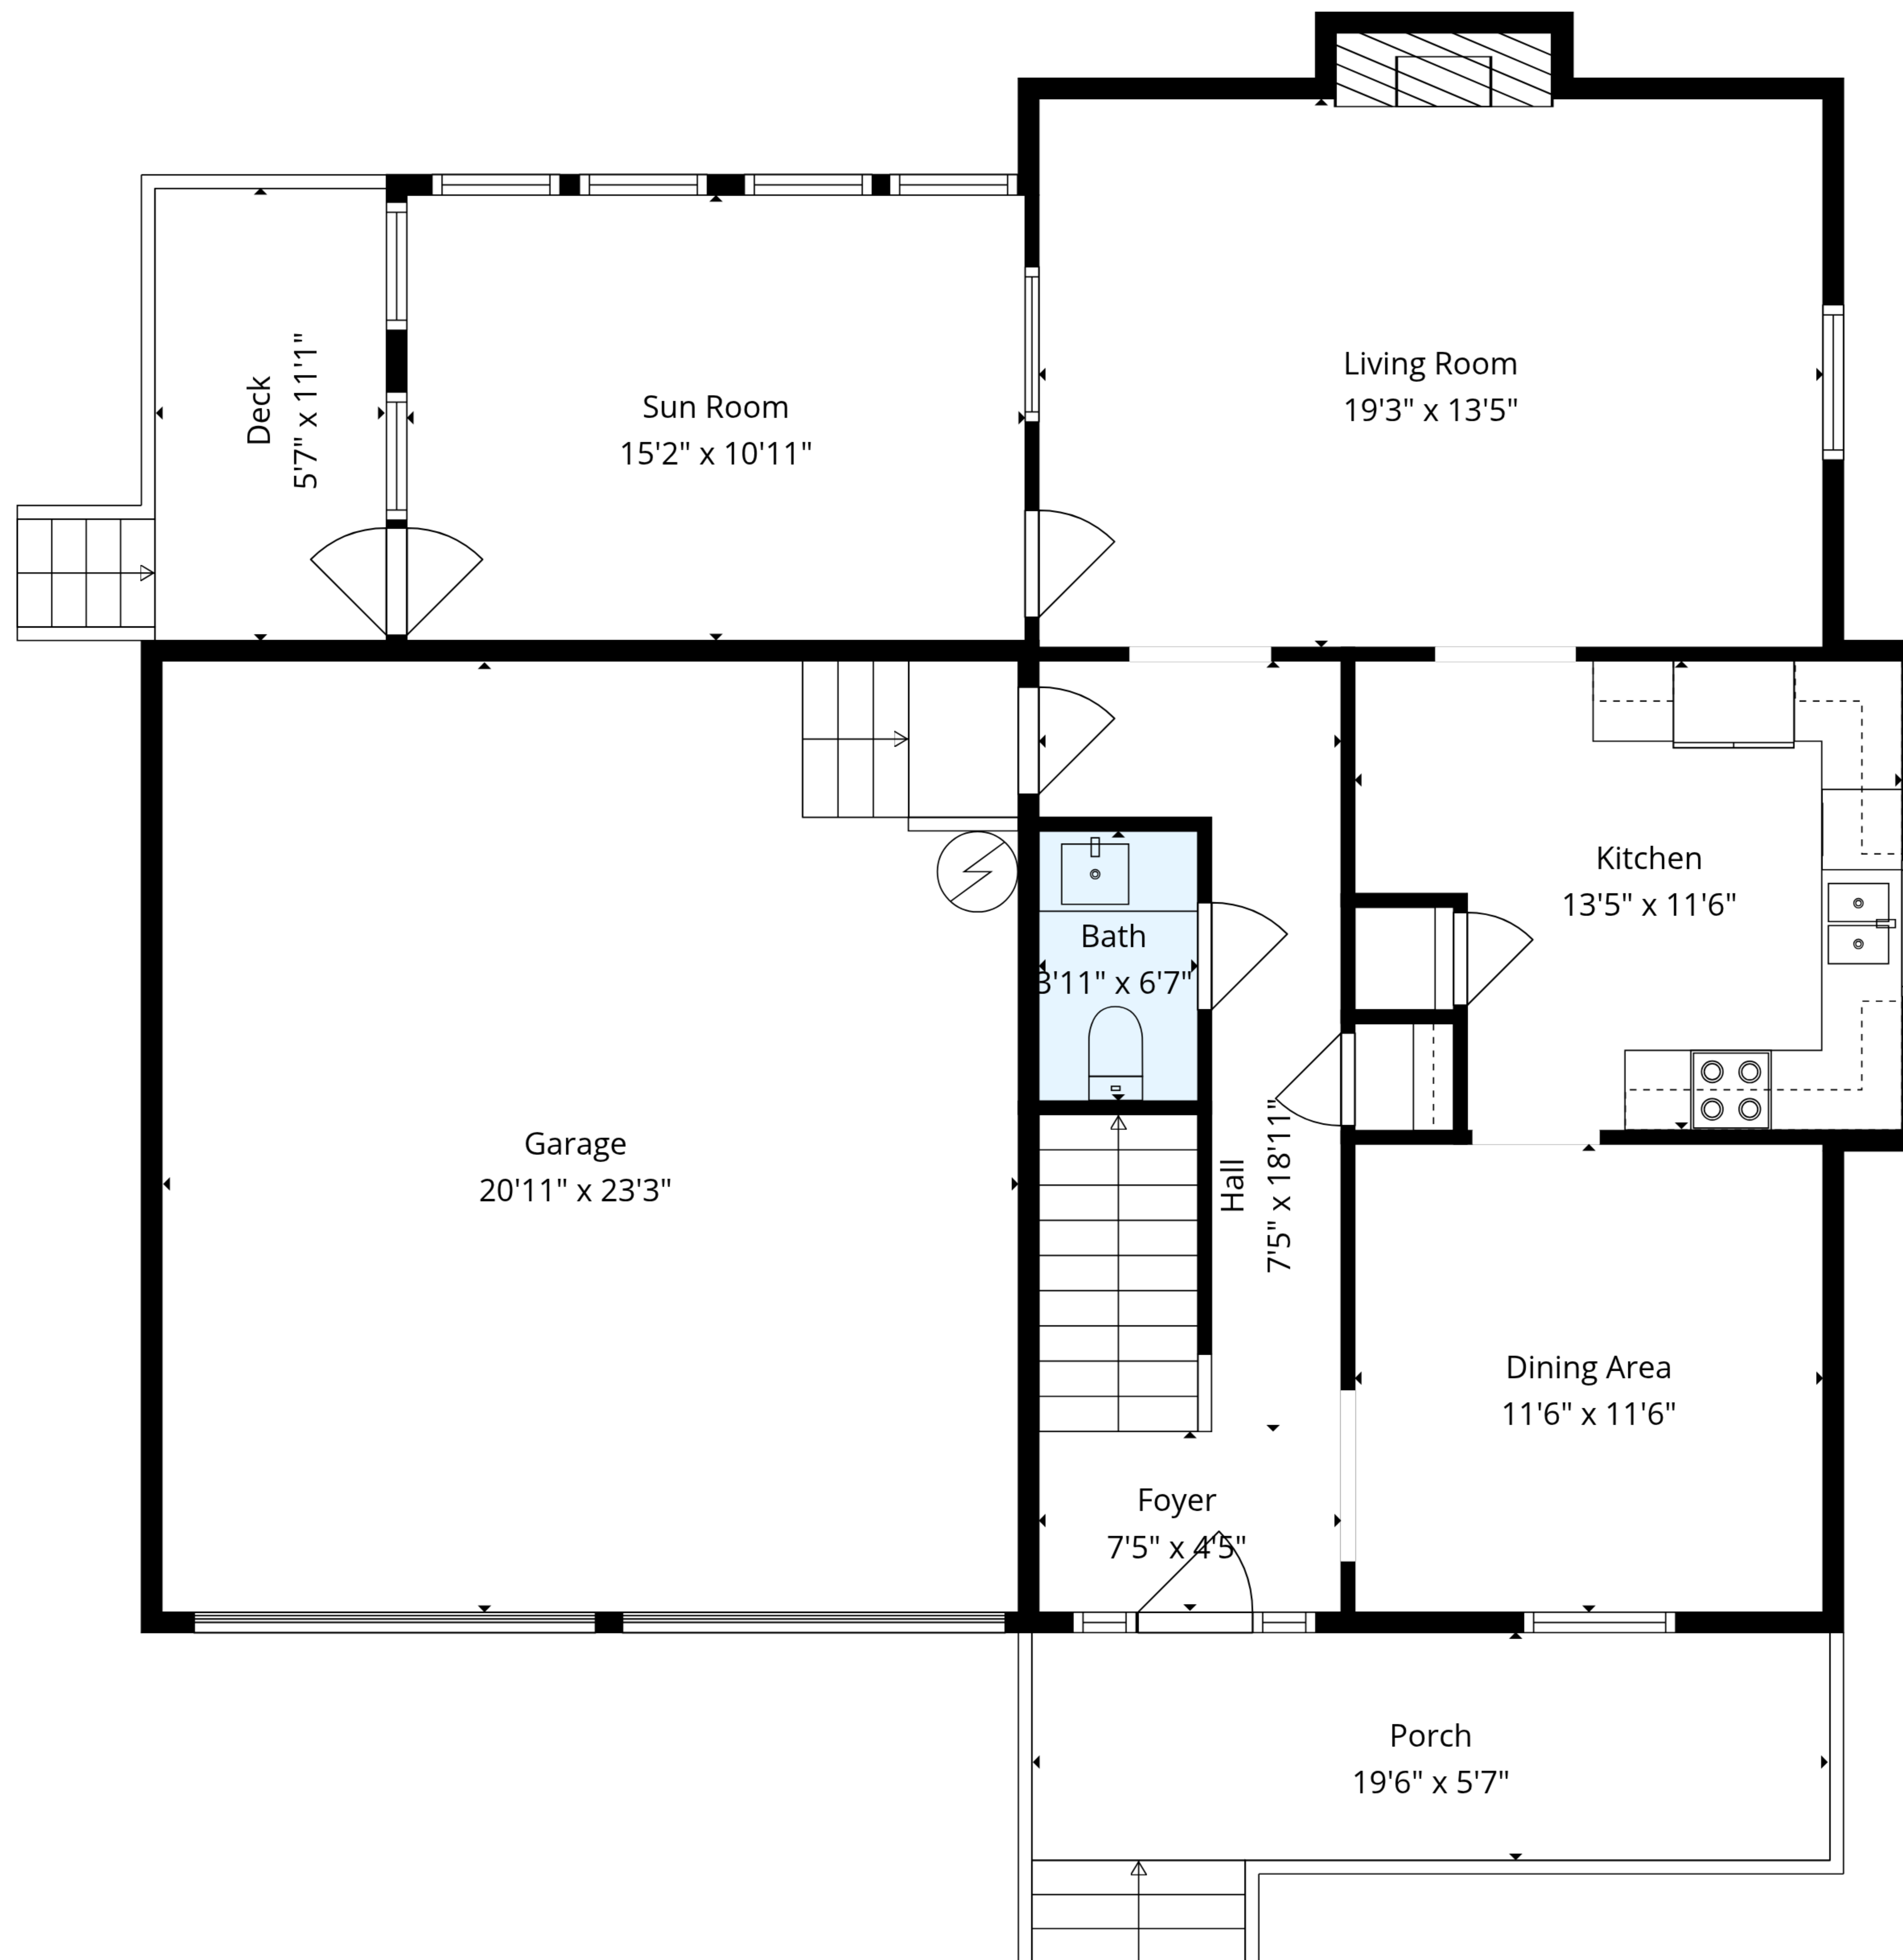 Living Room
19'3" x 13'5"
Deck
5'7" x 11'1"
Sun Room
15'2" x 10'11"
Kitchen
13'5" x 11'6"
Bath
3'11" x 6'7"
Garage
20'11" x 23'3"
Hall
7'5" x 18'11"
Dining Area
11'6" x 11'6"
Foyer
7'5" x 4'5"
Porch
19'6" x 5'7"